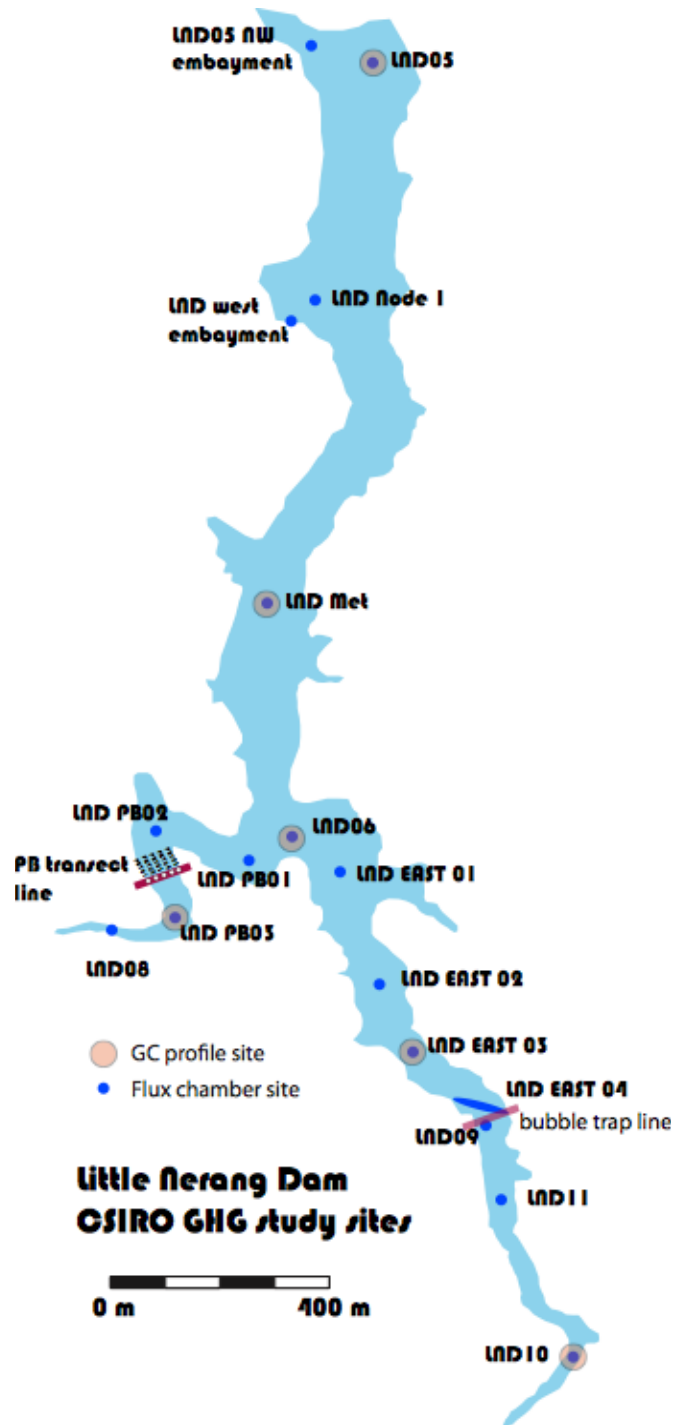 LND05 NW
embayment
LND05
LND Node 1
LND west
embayment
LND Met
LND PB02
LND06
PB transect
line
LND PB01
LND EAST 01
LND PB03
LND08
LND EAST 02
GC profile site
LND EAST 03
Flux chamber site
LND EAST 04
bubble trap line
LND09
Little Nerang Dam
CSIRO GHG study sites
LND11
0 m
400 m
LND10